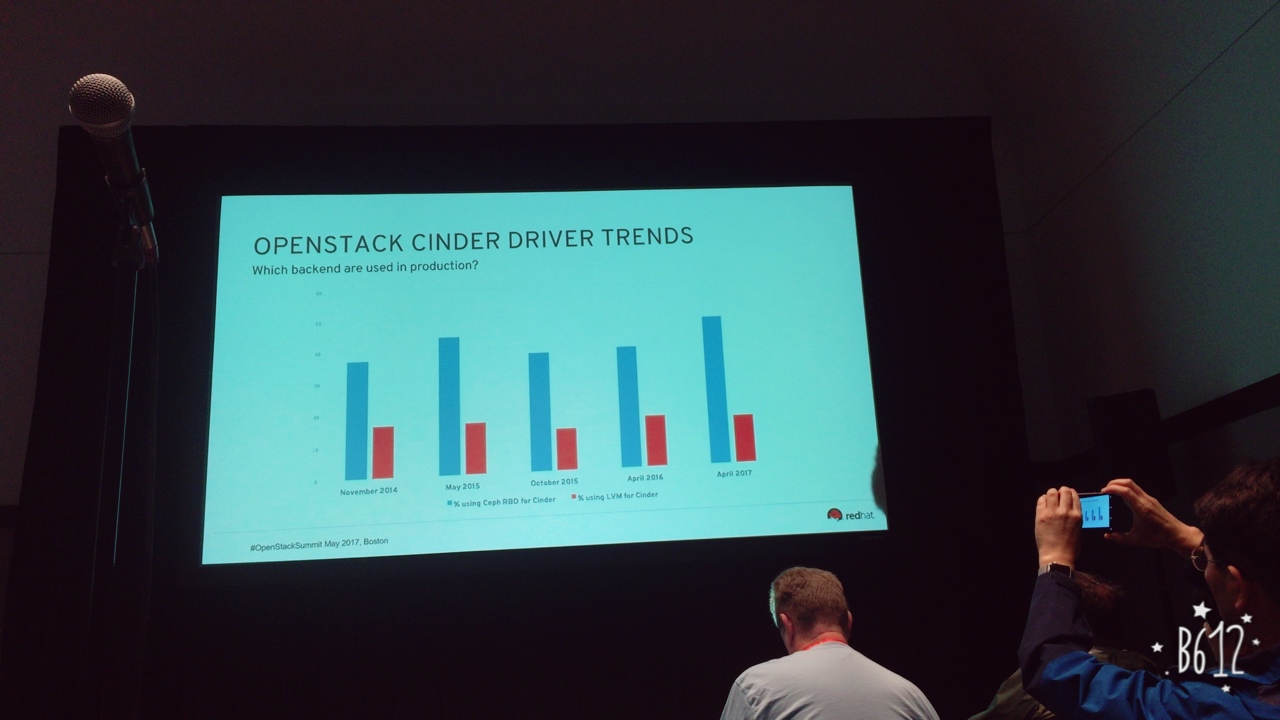 OPENSTACK CINDER DRIVER TRENDS
Which backend are used in production?
November 2014
May 2015
October 2015
April 2016
April 2017
% using Ceph RBD for Cinder
% using LVM for Cinder
redhat.
#OpenStackSummit May 2017, Boston
B612